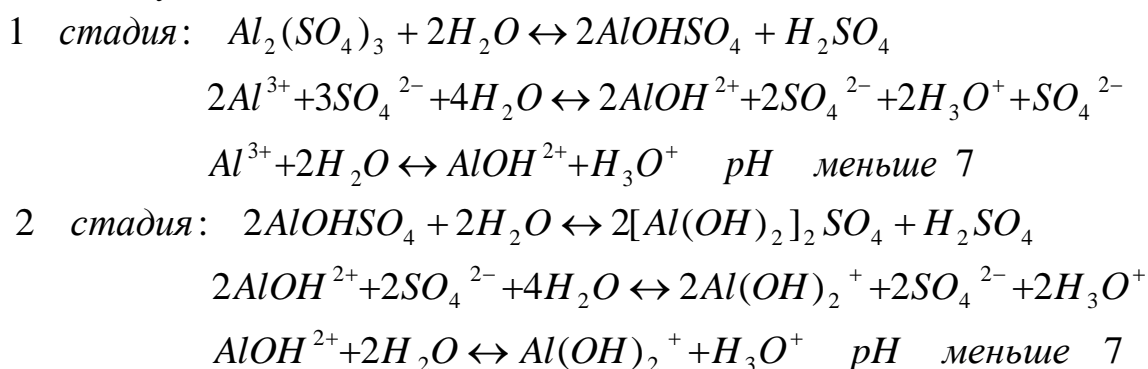 1 стадия: Al₂(SO₄)₃ + 2H₂O ↔ 2AlOHSO₄ + H₂SO₄
2Al³⁺+3SO₄²⁻+4H₂O ↔ 2AlOH²⁺+2SO₄²⁻+2H₃O⁺+SO₄²⁻
Al³⁺+2H₂O ↔ AlOH²⁺+H₃O⁺ pH меньше 7
2 стадия: 2AlOHSO₄ + 2H₂O ↔ 2[Al(OH)₂]₂SO₄ + H₂SO₄
2AlOH²⁺+2SO₄²⁻+4H₂O ↔ 2Al(OH)₂⁺+2SO₄²⁻+2H₃O⁺
AlOH²⁺+2H₂O ↔ Al(OH)₂⁺+H₃O⁺ pH меньше 7